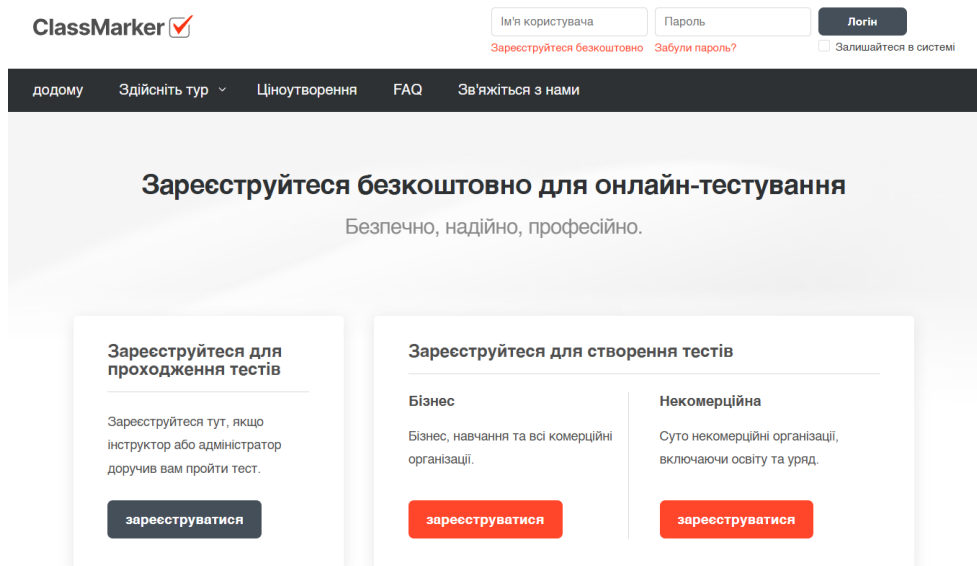 ClassMarker
Ім'я користувача
Пароль
Логін
Зареєструйтеся безкоштовно
Забули пароль?
Залишайтеся в системі
додому
Здійсніть тур
Ціноутворення
FAQ
Зв'яжіться з нами
Зареєструйтеся безкоштовно для онлайн-тестування
Безпечно, надійно, професійно.
Зареєструйтеся для
проходження тестів
Зареєструйтеся тут, якщо
інструктор або адміністратор
доручив вам пройти тест.
зареєструватися
Зареєструйтеся для створення тестів
Бізнес
Бізнес, навчання та всі комерційні
організації.
зареєструватися
Некомерційна
Суто некомерційні організації,
включаючи освіту та уряд.
зареєструватися